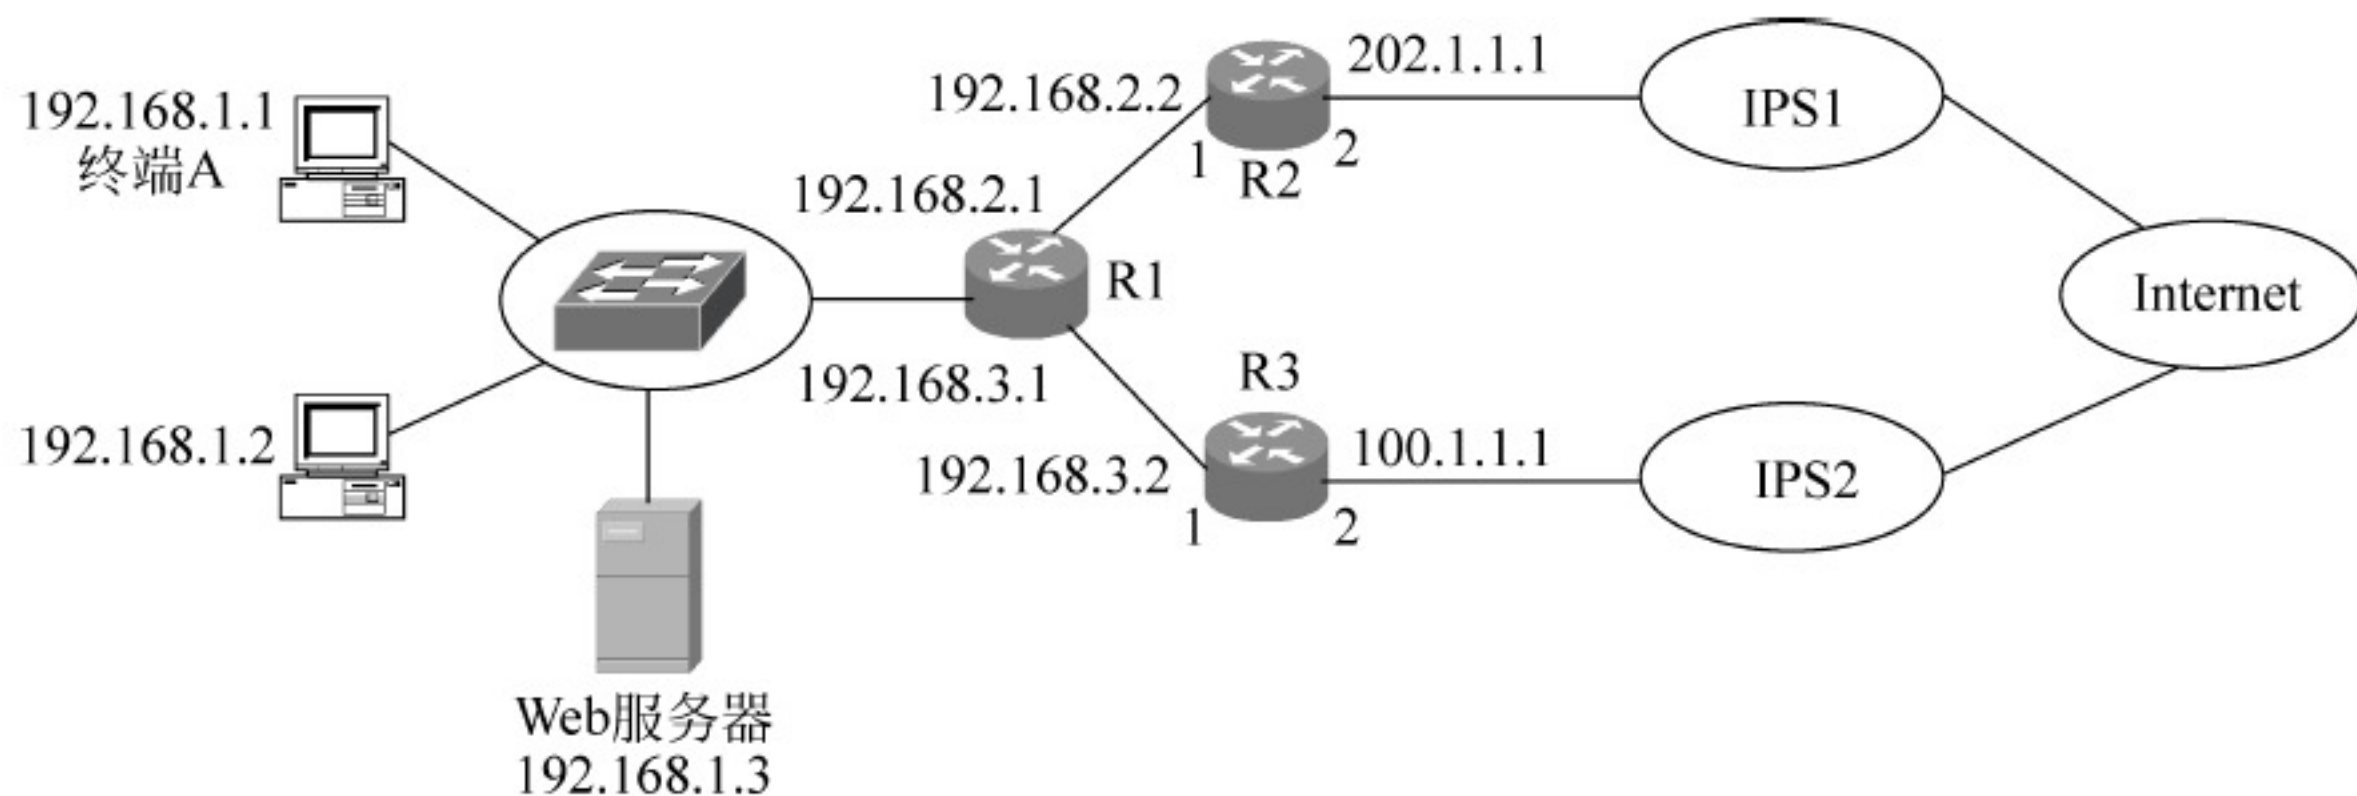 192.168.1.1
终端A
192.168.1.2
Web服务器
192.168.1.3
192.168.2.1
192.168.3.1
R1
192.168.2.2
1
R2
2
202.1.1.1
IPS1
R3
192.168.3.2
1
2
100.1.1.1
IPS2
Internet